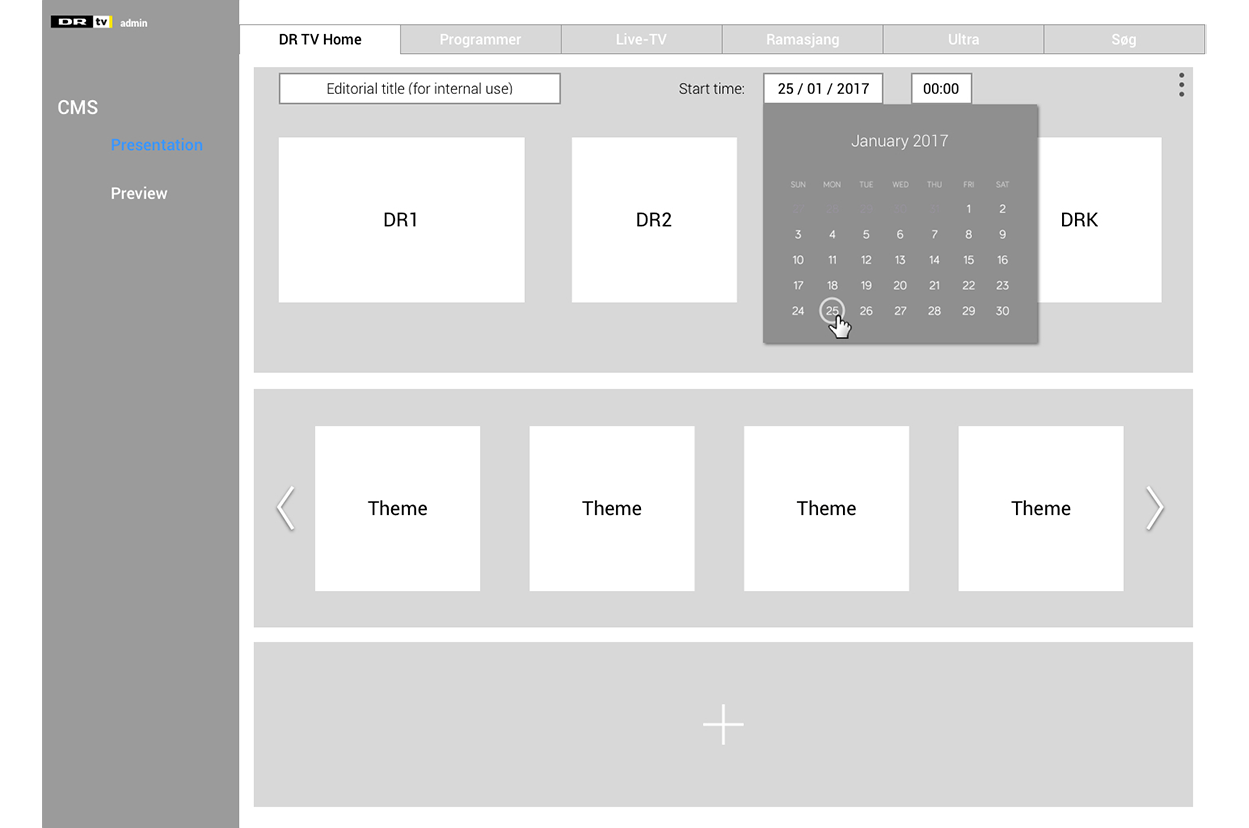 DR tv admin
DR TV Home Programmer Live-TV Ramasjang Ultra Søg
Editorial title (for internal use) Start time: 25 / 01 / 2017 00:00
CMS
Presentation
Preview
January 2017
SUN MON TUE WED THU FRI SAT
1 2
3 4 5 6 7 8 9
10 11 12 13 14 15 16
17 18 19 20 21 22 23
24 25 26 27 28 29 30
DR1 DR2 DRK
Theme Theme Theme Theme